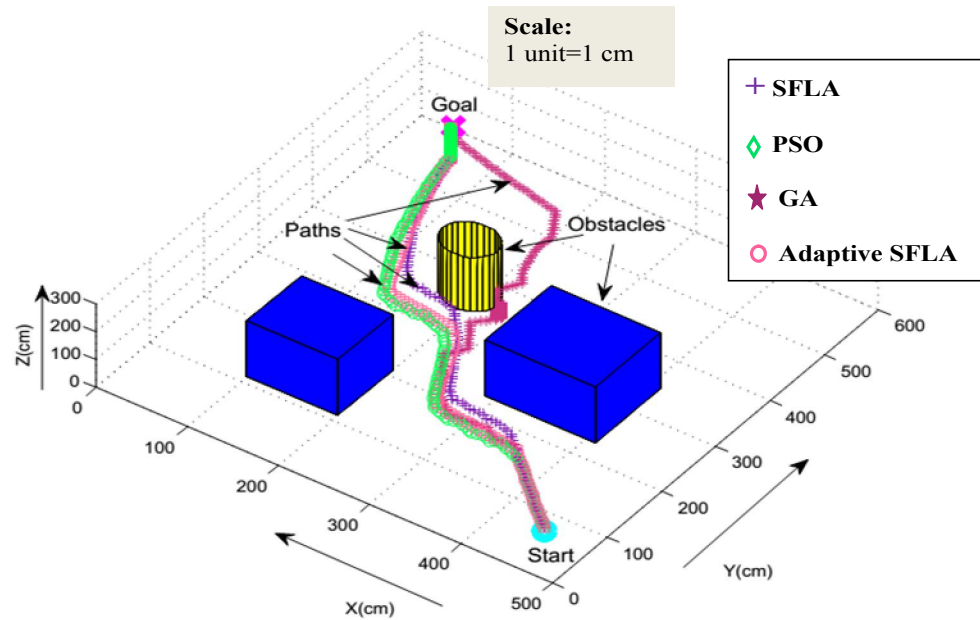 Scale:
1 unit=1 cm
SFLA
PSO
GA
Adaptive SFLA
Goal
Paths
Obstacles
Start
Z(cm)
300
200
100
0
0
100
200
300
400
500
X(cm)
0
100
200
300
400
500
600
Y(cm)